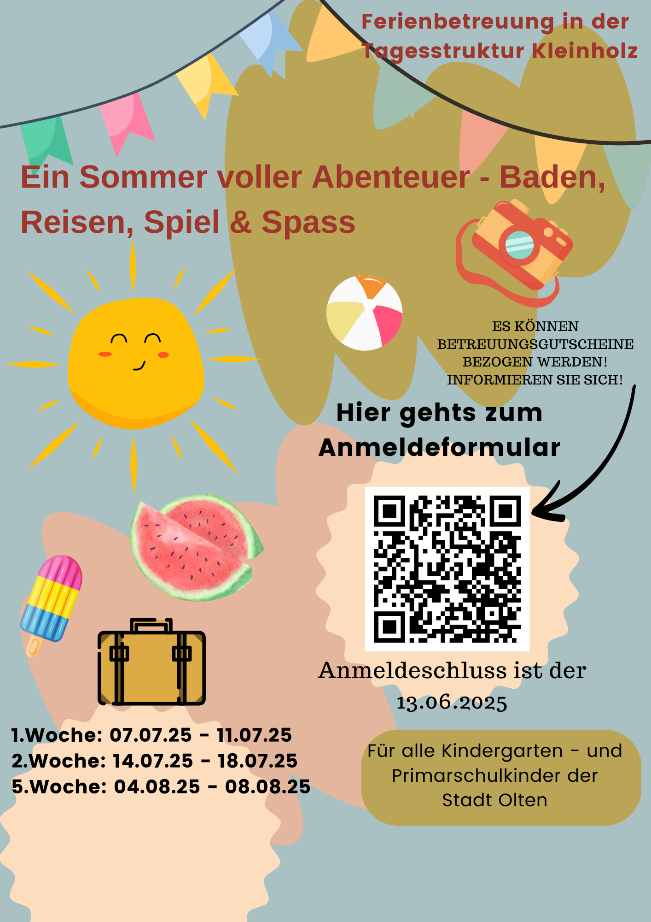 Ferienbetreuung in der
Tagesstruktur Kleinholz
Ein Sommer voller Abenteuer - Baden,
Reisen, Spiel & Spass
ES KÖNNEN
BETREUUNGSGUTSCHEINE
BEZOGEN WERDEN!
INFORMIEREN SIE SICH!
Hier gehts zum
Anmeldeformular
Anmeldeschluss ist der
13.06.2025
1.Woche: 07.07.25 - 11.07.25
2.Woche: 14.07.25 - 18.07.25
5.Woche: 04.08.25 - 08.08.25
Für alle Kindergarten - und
Primarschulkinder der
Stadt Olten